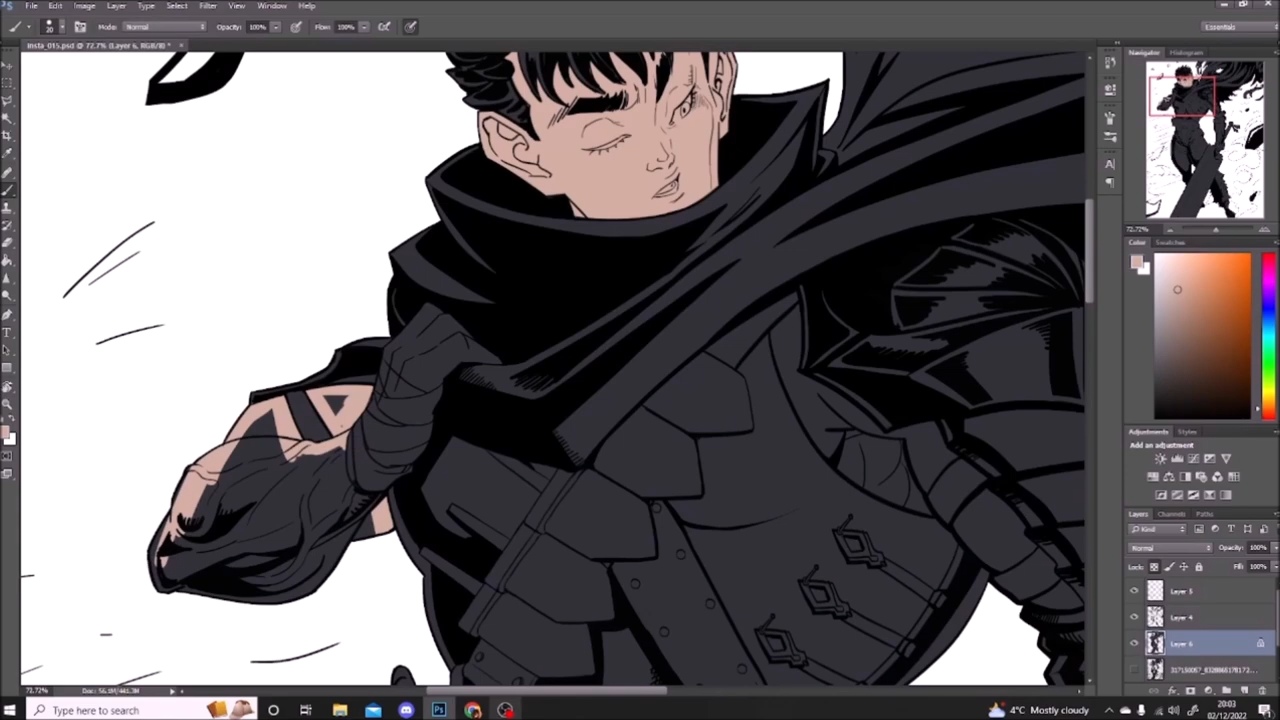 File Edit Image Layer Type Select Filter View Window Help
20 Mode: Normal Opacity: 100% Flow: 100% Essentials
insta_015.psd @ 72.7% (Layer 6, RGB/8) * ×
Navigator Histogram
72.72%
Color Swatches
Adjustments Styles
Add an adjustment
Layers Channels Paths
Kind
Normal Opacity: 100%
Lock: Fill: 100%
Layer 5
Layer 4
Layer 6
72.72% Doc: 56.1M/441.3M
Type here to search
4°C Mostly cloudy
20:03
02/12/2022